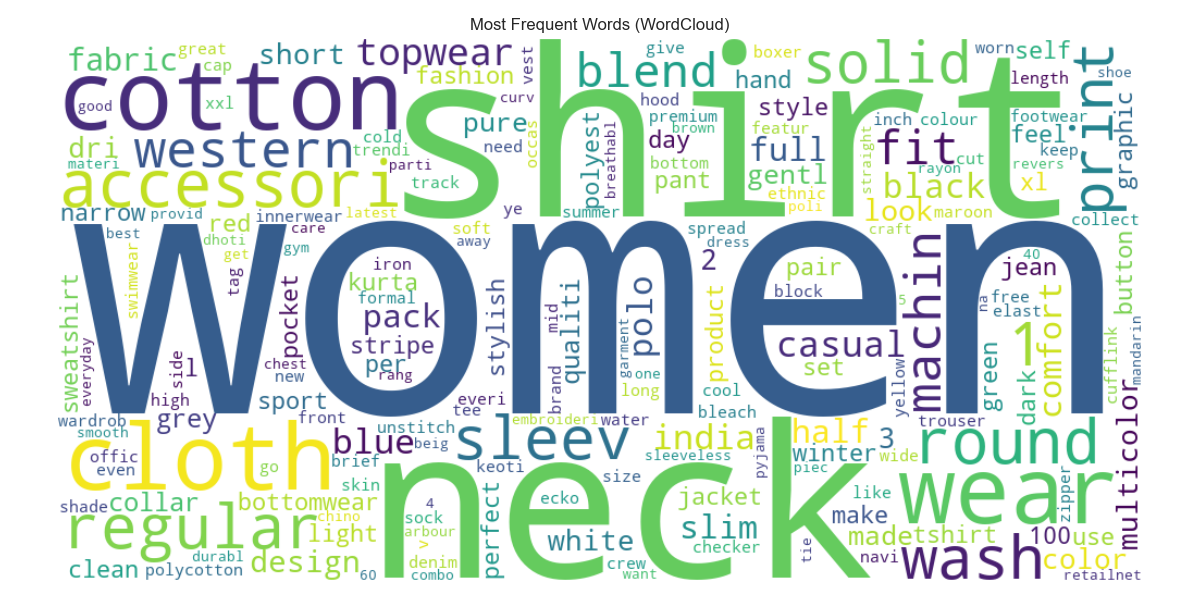 Most Frequent Words (WordCloud)
fabric great short topwear vest give boxer solid worn self print
cap fashion blend hand length shoe
cotton shirt
good xxl curv hood premium style inch colour footwear graphic
pure polyest breathabl brown day featur full straight fit feel
dri cold need occas cut keep
materi western trendi parti bottom gentl rayon revers
accessori track pant ethnic black xl
narrow provid red innerwear latest ye summer poli look maroon collect
best dhoti care soft spread craft
women
get gym away dress 40
swimwear tag iron kurta 2 pair jean button
sweatshirt pocket formal stylish polo block machin na free
everyday pack mid garment product 5 elast comfort cufflink mandarin
side l stripe qualiti casual 1
chest per one set green dark
new rang brand long cool yellow
high sport everi
wardrob grey front tee embroideri water bleach trouser
smooth cloth unstitch sleev india half 3 round multicolor
offic blue beig sleeveless pyjama winter wide
even go brief keoti size piec wear
neck
shade collar skin ecko jacket like zipper
bottomwear 4 perfect make
regular chino sock slim made tshirt 100 use
light arbour white crew checker tie navi wash color
durabl >
clean polycotton design 60 denim combo want retailnet